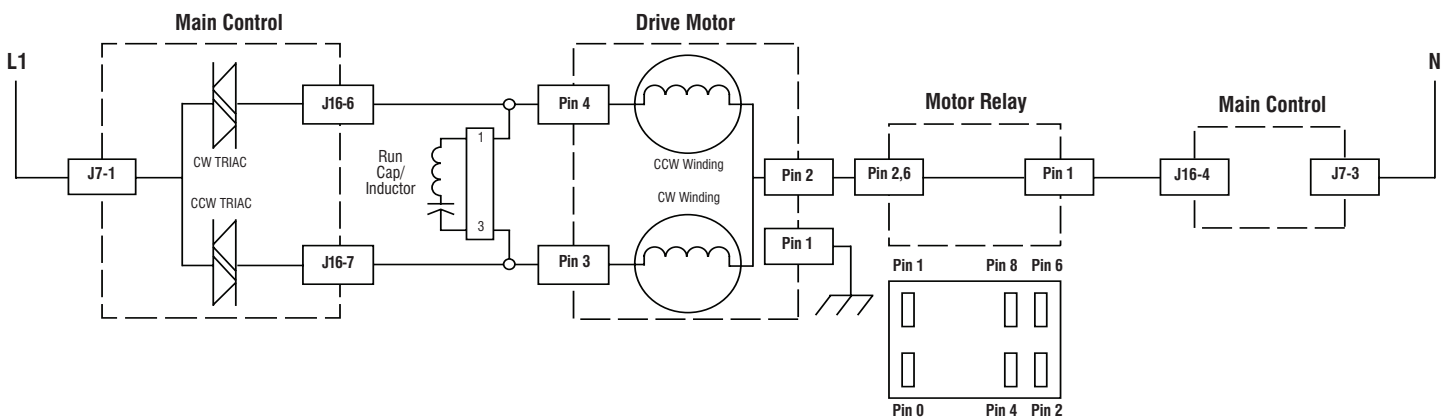 Main Control
Drive Motor
L1
N
J16-6
Pin 4
Motor Relay
Main Control
CW TRIAC
1
Run
Cap/
Inductor
CCW Winding
J7-1
Pin 2
Pin 2,6
Pin 1
J16-4
J7-3
CCW TRIAC
CW Winding
3
Pin 1
J16-7
Pin 3
Pin 1
Pin 8
Pin 6
Pin 0
Pin 4
Pin 2